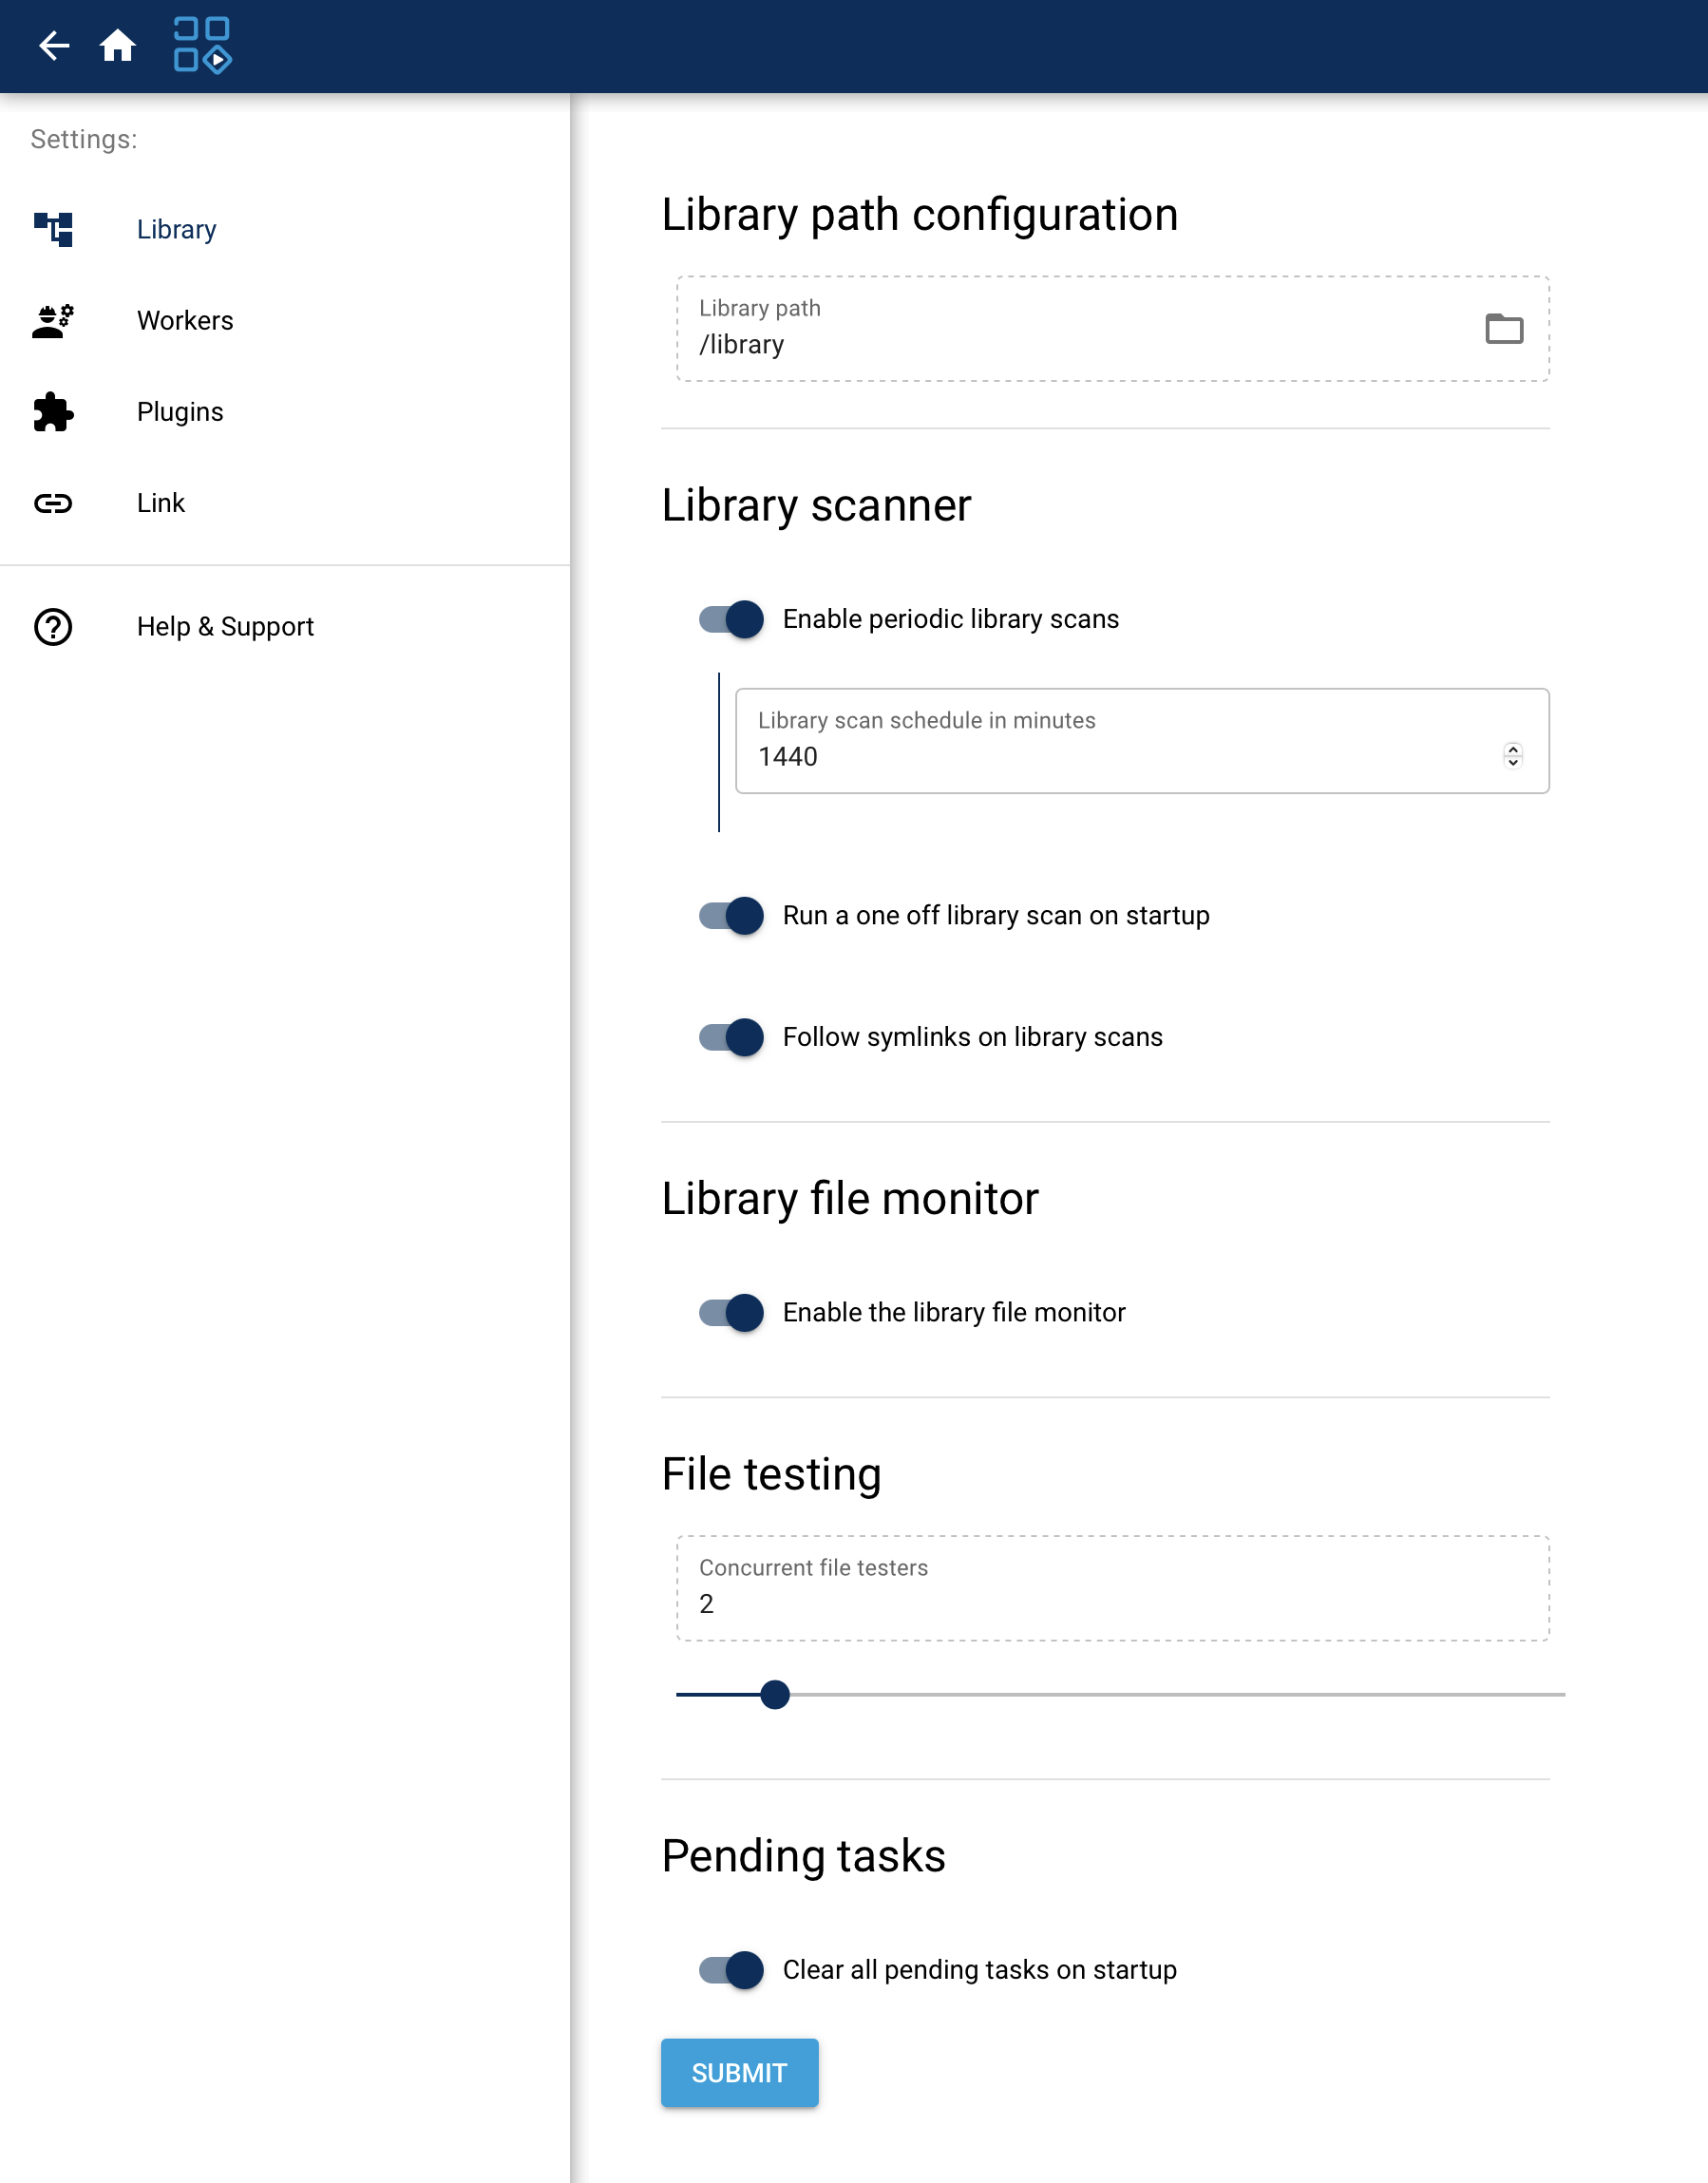 Settings:
Library
Workers
Plugins
Link
Help & Support
Library path configuration
Library path
/library
Library scanner
Enable periodic library scans
Library scan schedule in minutes
1440
Run a one off library scan on startup
Follow symlinks on library scans
Library file monitor
Enable the library file monitor
File testing
Concurrent file testers
2
Pending tasks
Clear all pending tasks on startup
SUBMIT